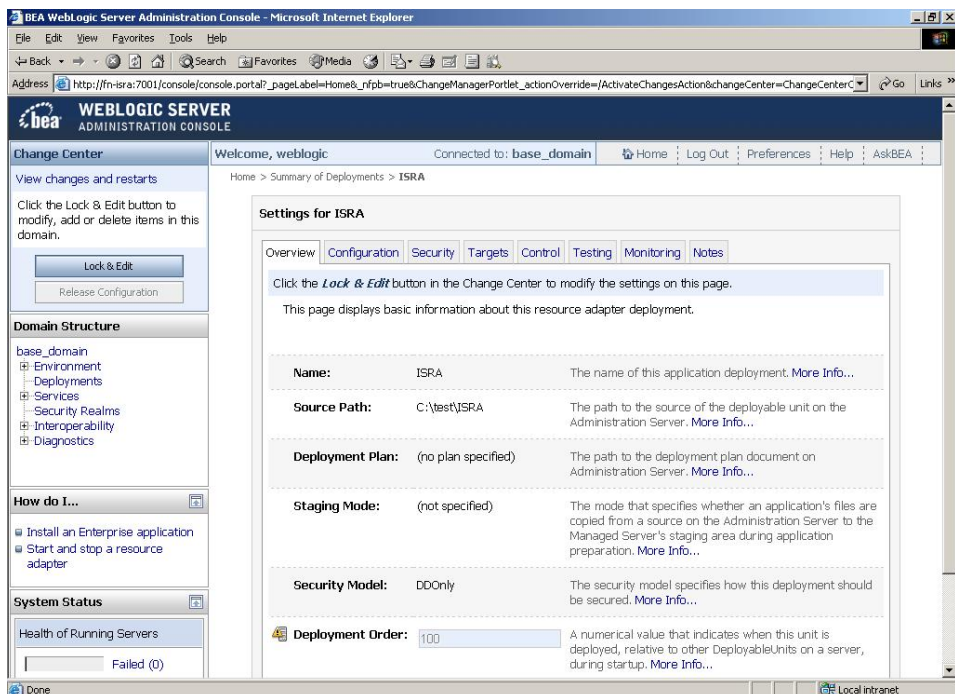 BEA WebLogic Server Administration Console - Microsoft Internet Explorer
File Edit View Favorites Tools Help
Back Search Favorites Media
Address http://fn-isra:7001/console/console.portal?_pageLabel=Home&_nfpb=true&ChangeManagerPortlet_actionOverride=/ActivateChangesAction&changeCenter=ChangeCenterC Go Links »
bea WEBLOGIC SERVER
ADMINISTRATION CONSOLE
Change Center
View changes and restarts
Click the Lock & Edit button to
modify, add or delete items in this
domain.
Lock & Edit
Release Configuration
Domain Structure
base_domain
Environment
Deployments
Services
Security Realms
Interoperability
Diagnostics
How do I...
Install an Enterprise application
Start and stop a resource
adapter
System Status
Health of Running Servers
Failed (0)
Welcome, weblogic Connected to: base_domain Home Log Out Preferences Help AskBEA
Home > Summary of Deployments > ISRA
Settings for ISRA
Overview Configuration Security Targets Control Testing Monitoring Notes
Click the Lock & Edit button in the Change Center to modify the settings on this page.
This page displays basic information about this resource adapter deployment.
Name: ISRA The name of this application deployment. More Info...
Source Path: C:\test\ISRA The path to the source of the deployable unit on the
Administration Server. More Info...
Deployment Plan: (no plan specified) The path to the deployment plan document on
Administration Server. More Info...
Staging Mode: (not specified) The mode that specifies whether an application's files are
copied from a source on the Administration Server to the
Managed Server's staging area during application
preparation. More Info...
Security Model: DDOnly The security model specifies how this deployment should
be secured. More Info...
Deployment Order: 100 A numerical value that indicates when this unit is
deployed, relative to other DeployableUnits on a server,
during startup. More Info...
Done Local intranet